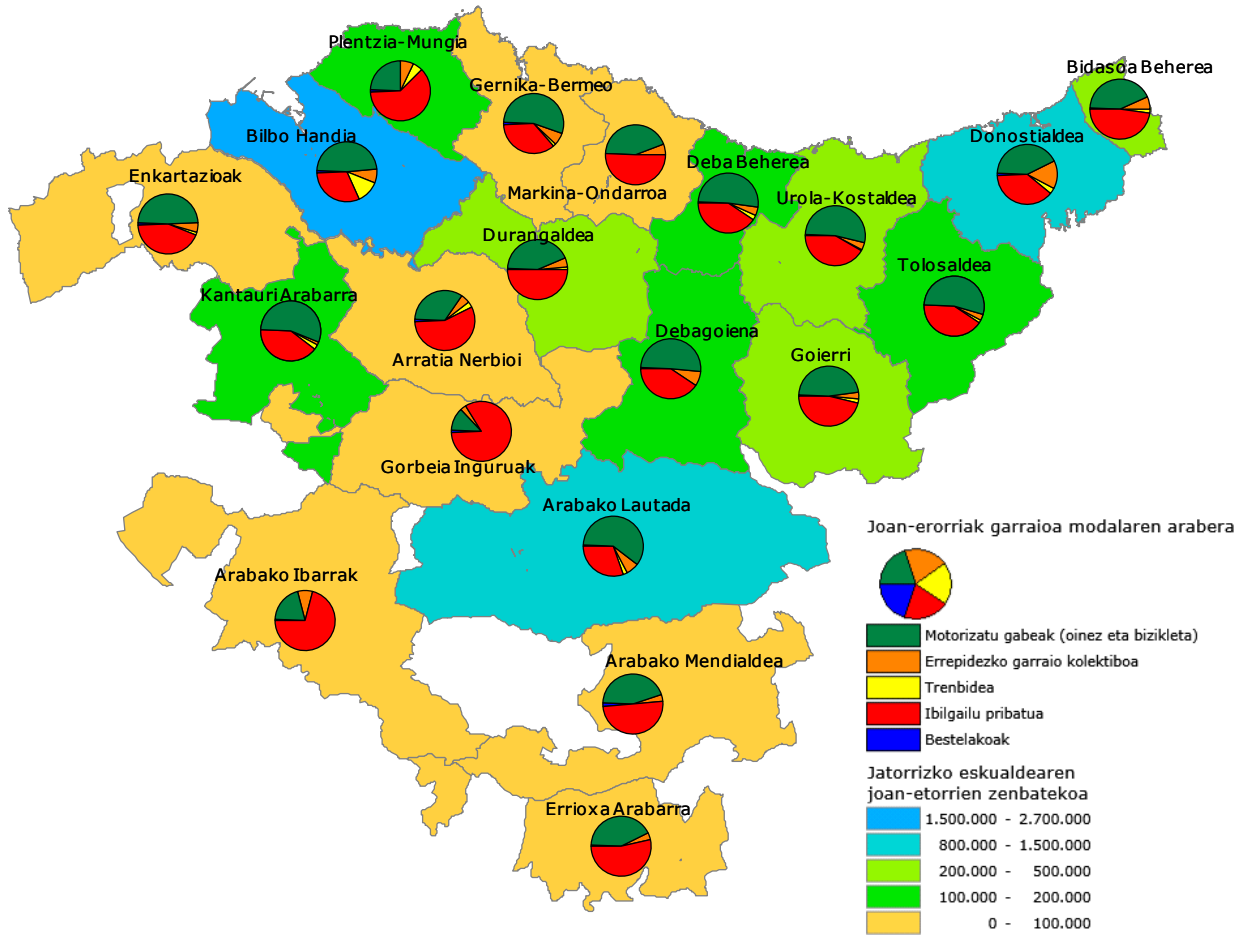 Plentzia-Mungia
Bidasoa Beherea
Gernika-Bermeo
Bilbo Handia
Donostialdea
Deba Beherea
Enkartazioak
Markina-Ondarroa
Urola-Kostaldea
Durangaldea
Tolosaldea
Kantauri Arabarra
Debagoiena
Arratia Nerbioi
Goierri
Gorbeia Inguruak
Arabako Lautada
Arabako Ibarrak
Arabako Mendialdea
Errioxa Arabarra
Joan-erorriak garraioa modalaren arabera
Motorizatu gabeak (oinez eta bizikleta)
Errepidezko garraio kolektiboa
Trenbidea
Ibilgailu pribatua
Bestelakoak
Jatorrizko eskualdearen
joan-etorrien zenbatekoa
1.500.000 - 2.700.000
800.000 - 1.500.000
200.000 - 500.000
100.000 - 200.000
0 - 100.000